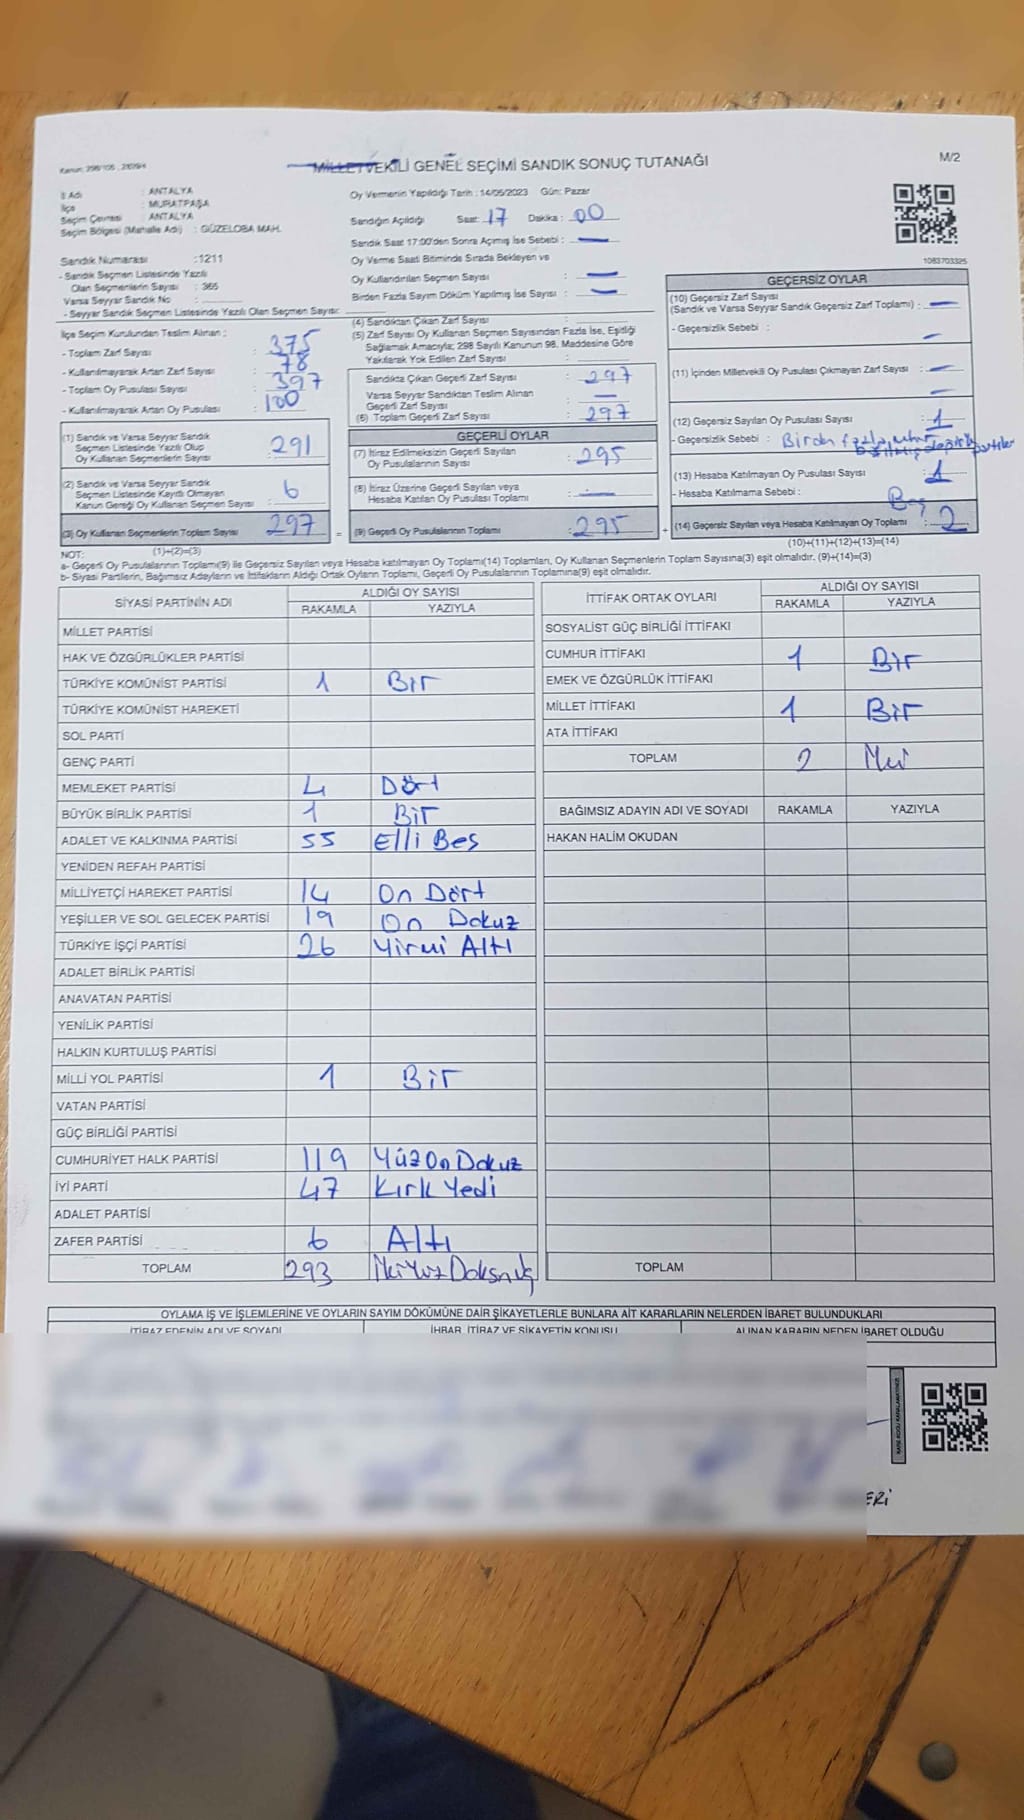 Kanun: 298/105, 2839/4
MİLLETVEKİLİ GENEL SEÇİMİ SANDIK SONUÇ TUTANAĞI
M/2
İl Adı : ANTALYA
İlçe : MURATPAŞA
Seçim Çevresi : ANTALYA
Seçim Bölgesi (Mahalle Adı) : GÜZELOBA MAH.
Sandık Numarası :1211
- Sandık Seçmen Listesinde Yazılı
Olan Seçmenlerin Sayısı : 365
Varsa Seyyar Sandık No :
- Seyyar Sandık Seçmen Listesinde Yazılı Olan Seçmen Sayısı:
Oy Vermenin Yapıldığı Tarih : 14/05/2023 Gün: Pazar
Sandığın Açıldığı Saat: 17 Dakika : 00
Sandık Saat 17:00'den Sonra Açılmış İse Sebebi : —
Oy Verme Saati Bitiminde Sırada Bekleyen ve
Oy Kullandırılan Seçmen Sayısı : —
Birden Fazla Sayım Döküm Yapılmış İse Sayısı : —
1083703325
İlçe Seçim Kurulundan Teslim Alınan :
- Toplam Zarf Sayısı : 375
- Kullanılmayarak Artan Zarf Sayısı : 78
- Toplam Oy Pusulası Sayısı : 397
- Kullanılmayarak Artan Oy Pusulası : 100
(4) Sandıktan Çıkan Zarf Sayısı :
(5) Zarf Sayısı Oy Kullanan Seçmen Sayısından Fazla İse, Eşitliği
Sağlamak Amacıyla; 298 Sayılı Kanunun 98. Maddesine Göre
Yakılarak Yok Edilen Zarf Sayısı :
Sandıkta Çıkan Geçerli Zarf Sayısı : 297
Varsa Seyyar Sandıktan Teslim Alınan
Geçerli Zarf Sayısı : —
(6) Toplam Geçerli Zarf Sayısı : 297
(1) Sandık ve Varsa Seyyar Sandık
Seçmen Listesinde Yazılı Olup
Oy Kullanan Seçmenlerin Sayısı : 291
(2) Sandık ve Varsa Seyyar Sandık
Seçmen Listesinde Kayıtlı Olmayan
Kanun Gereği Oy Kullanan Seçmen Sayısı : 6
(3) Oy Kullanan Seçmenlerin Toplam Sayısı : 297
(1)+(2)=(3)
GEÇERLİ OYLAR
(7) İtiraz Edilmeksizin Geçerli Sayılan
Oy Pusulalarının Sayısı : 295
(8) İtiraz Üzerine Geçerli Sayılan veya
Hesaba Katılan Oy Pusulası Toplamı : —
= (9) Geçerli Oy Pusulalarının Toplamı : 295 +
GEÇERSİZ OYLAR
(10) Geçersiz Zarf Sayısı
(Sandık ve Varsa Seyyar Sandık Geçersiz Zarf Toplamı) : —
- Geçersizlik Sebebi : —
(11) İçinden Milletvekili Oy Pusulası Çıkmayan Zarf Sayısı : —
—
(12) Geçersiz Sayılan Oy Pusulası Sayısı : 1
- Geçersizlik Sebebi : Birden fazla mühür
(13) Hesaba Katılmayan Oy Pusulası Sayısı : 1
- Hesaba Katılmama Sebebi : Boş
(14) Geçersiz Sayılan veya Hesaba Katılmayan Oy Toplamı : 2
(10)+(11)+(12)+(13)=(14)
NOT:
a- Geçerli Oy Pusulalarının Toplamı(9) ile Geçersiz Sayılan veya Hesaba katılmayan Oy Toplamı(14) Toplamları, Oy Kullanan Seçmenlerin Toplam Sayısına(3) eşit olmalıdır. (9)+(14)=(3)
b- Siyasi Partilerin, Bağımsız Adayların ve İttifakların Aldığı Ortak Oyların Toplamı, Geçerli Oy Pusulalarının Toplamına(9) eşit olmalıdır.
SİYASİ PARTİNİN ADI
ALDIĞI OY SAYISI
RAKAMLA YAZIYLA
MİLLET PARTİSİ
HAK VE ÖZGÜRLÜKLER PARTİSİ
TÜRKİYE KOMÜNİST PARTİSİ 1 Bir
TÜRKİYE KOMÜNİST HAREKETİ
SOL PARTİ
GENÇ PARTİ
MEMLEKET PARTİSİ 4 Dört
BÜYÜK BİRLİK PARTİSİ 1 Bir
ADALET VE KALKINMA PARTİSİ 55 Elli Beş
YENİDEN REFAH PARTİSİ
MİLLİYETÇİ HAREKET PARTİSİ 14 On Dört
YEŞİLLER VE SOL GELECEK PARTİSİ 19 On Dokuz
TÜRKİYE İŞÇİ PARTİSİ 26 Yirmi Altı
ADALET BİRLİK PARTİSİ
ANAVATAN PARTİSİ
YENİLİK PARTİSİ
HALKIN KURTULUŞ PARTİSİ
MİLLİ YOL PARTİSİ 1 Bir
VATAN PARTİSİ
GÜÇ BİRLİĞİ PARTİSİ
CUMHURİYET HALK PARTİSİ 119 Yüz On Dokuz
İYİ PARTİ 47 Kırk Yedi
ADALET PARTİSİ
ZAFER PARTİSİ 6 Altı
TOPLAM 293 İkiYüz Doksnüç
İTTİFAK ORTAK OYLARI
ALDIĞI OY SAYISI
RAKAMLA YAZIYLA
SOSYALİST GÜÇ BİRLİĞİ İTTİFAKI
CUMHUR İTTİFAKI 1 Bir
EMEK VE ÖZGÜRLÜK İTTİFAKI
MİLLET İTTİFAKI 1 Bir
ATA İTTİFAKI
TOPLAM 2 İki
BAĞIMSIZ ADAYIN ADI VE SOYADI RAKAMLA YAZIYLA
HAKAN HALİM OKUDAN
TOPLAM
OYLAMA İŞ VE İŞLEMLERİNE VE OYLARIN SAYIM DÖKÜMÜNE DAİR ŞİKAYETLERLE BUNLARA AİT KARARLARIN NELERDEN İBARET BULUNDUKLARI
İTİRAZ EDENİN ADI VE SOYADI İHBAR, İTİRAZ VE ŞİKAYETİN KONUSU ALINAN KARARIN NEDEN İBARET OLDUĞU
ERİ